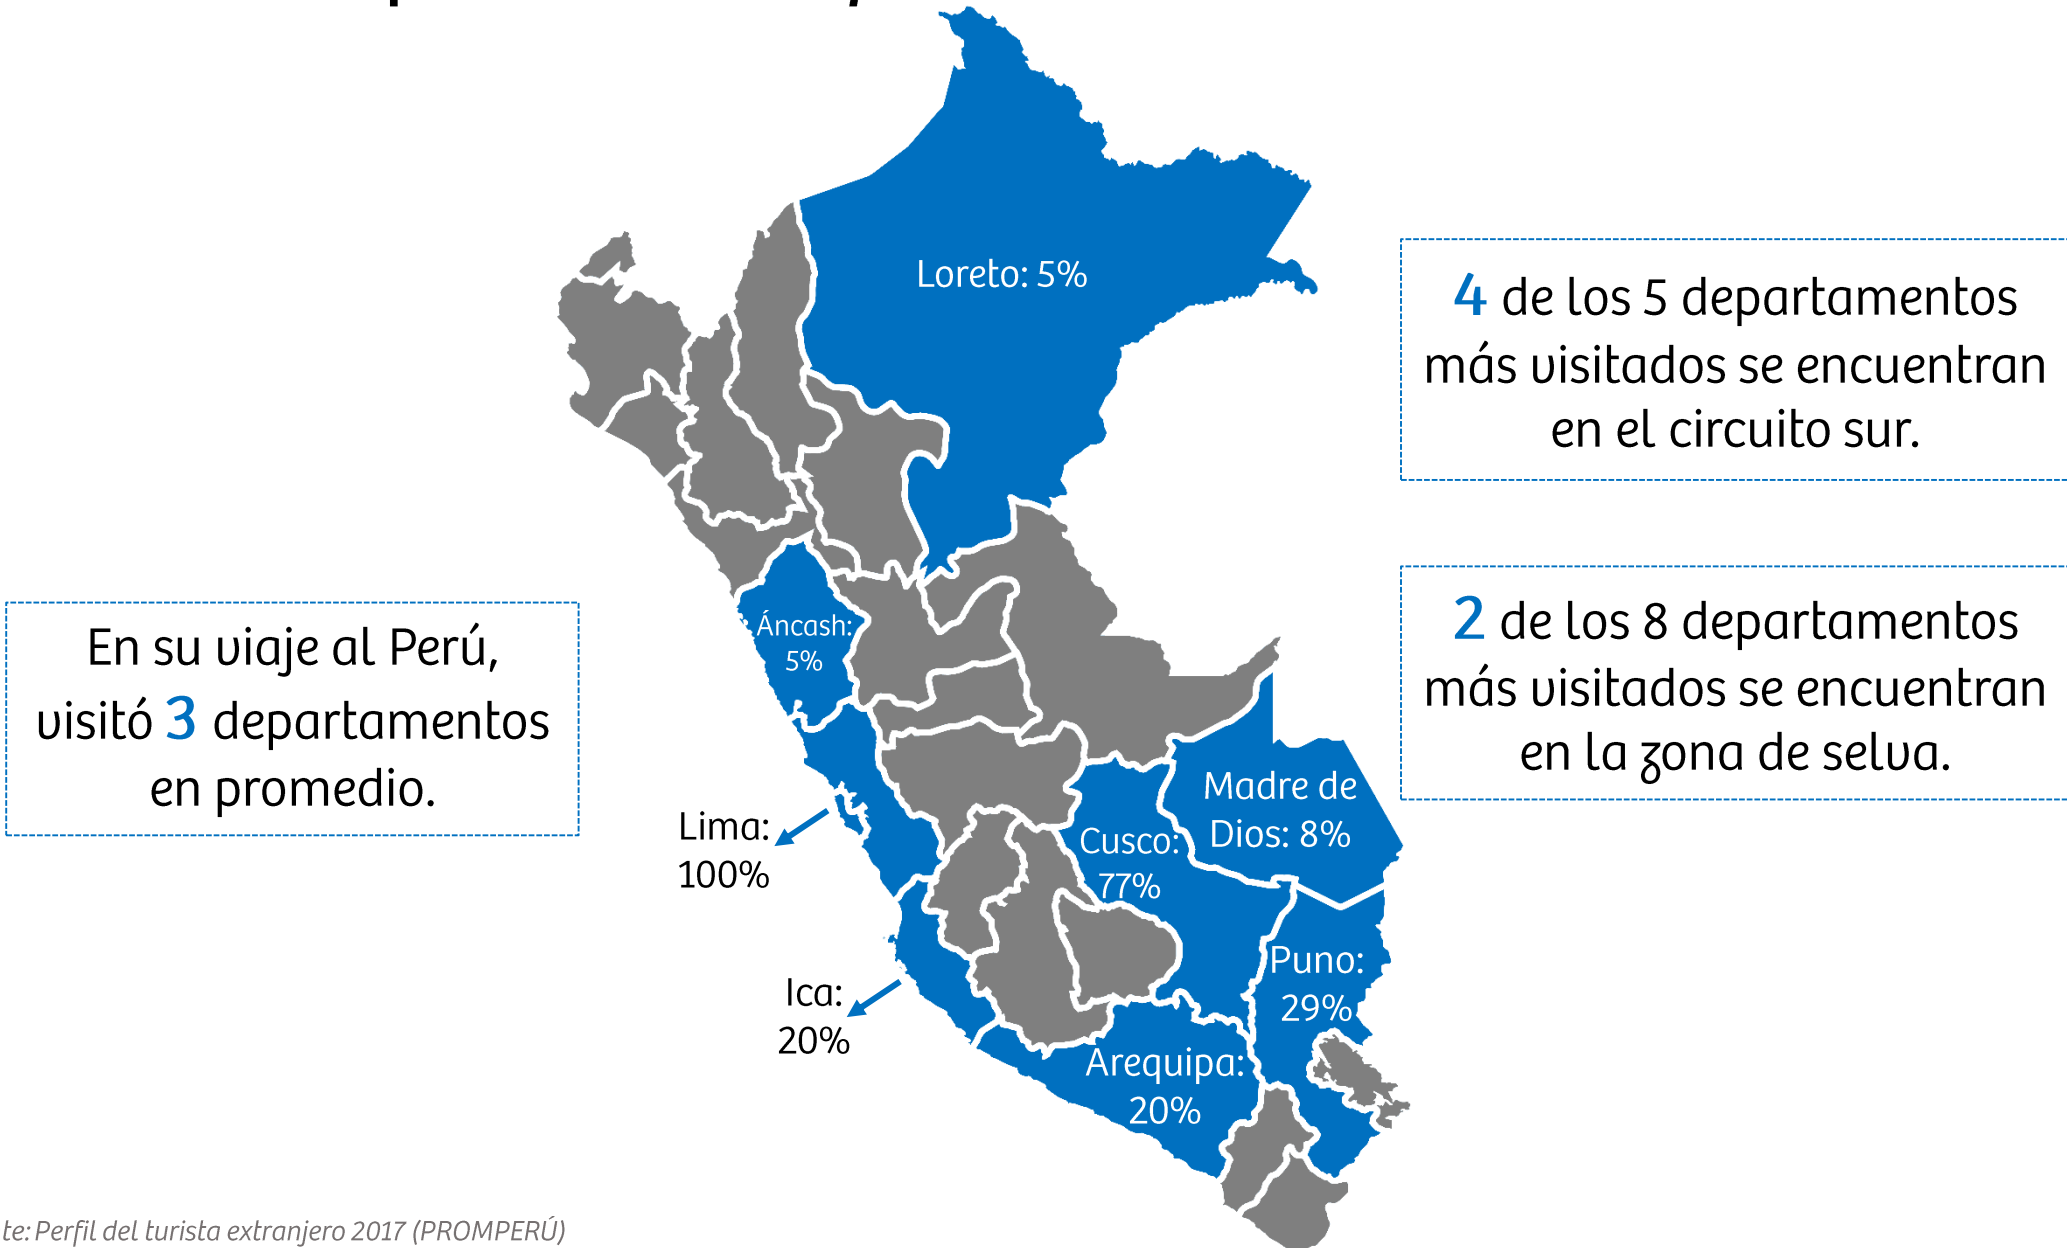 Loreto: 5%
4 de los 5 departamentos
más visitados se encuentran
en el circuito sur.
2 de los 8 departamentos
más visitados se encuentran
en la zona de selva.
En su viaje al Perú,
visitó 3 departamentos
en promedio.
Áncash:
5%
Lima:
100%
Madre de
Dios: 8%
Cusco:
77%
Ica:
20%
Puno:
29%
Arequipa:
20%
te: Perfil del turista extranjero 2017 (PROMPERÚ)